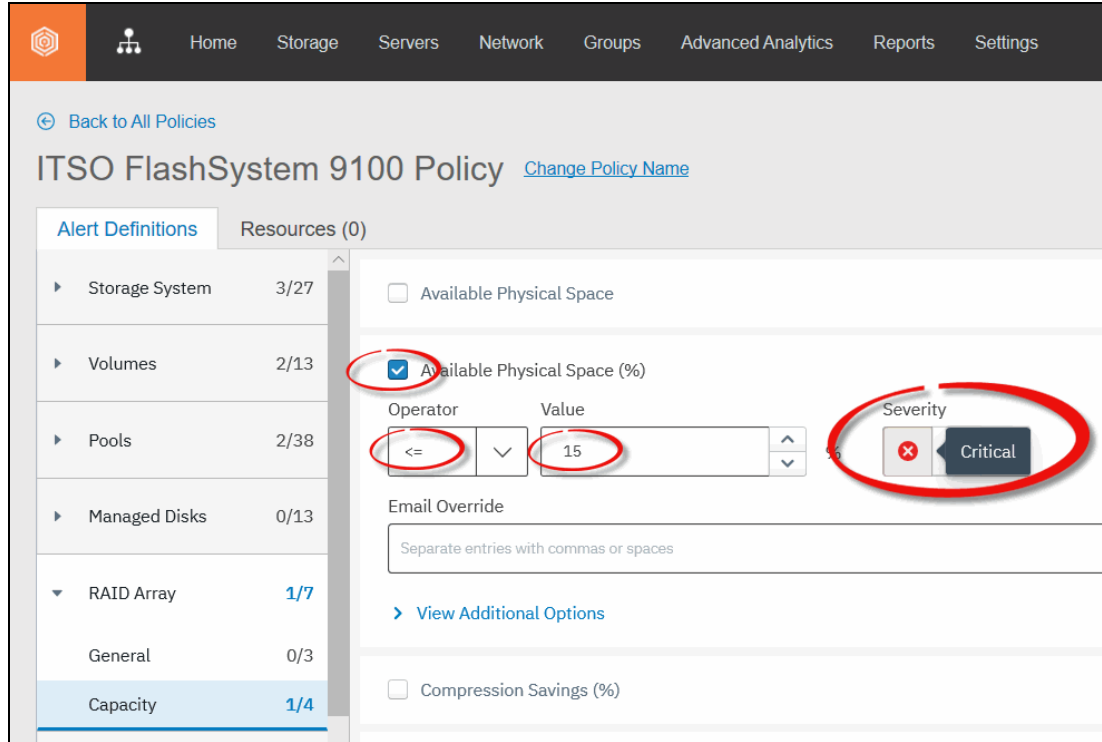 Home Storage Servers Network Groups Advanced Analytics Reports Settings
Back to All Policies
ITSO FlashSystem 9100 Policy Change Policy Name
Alert Definitions Resources (0)
Storage System 3/27
Volumes 2/13
Pools 2/38
Managed Disks 0/13
RAID Array 1/7
General 0/3
Capacity 1/4
Available Physical Space
Available Physical Space (%)
Operator Value Severity
<= 15 % Critical
Email Override
Separate entries with commas or spaces
View Additional Options
Compression Savings (%)